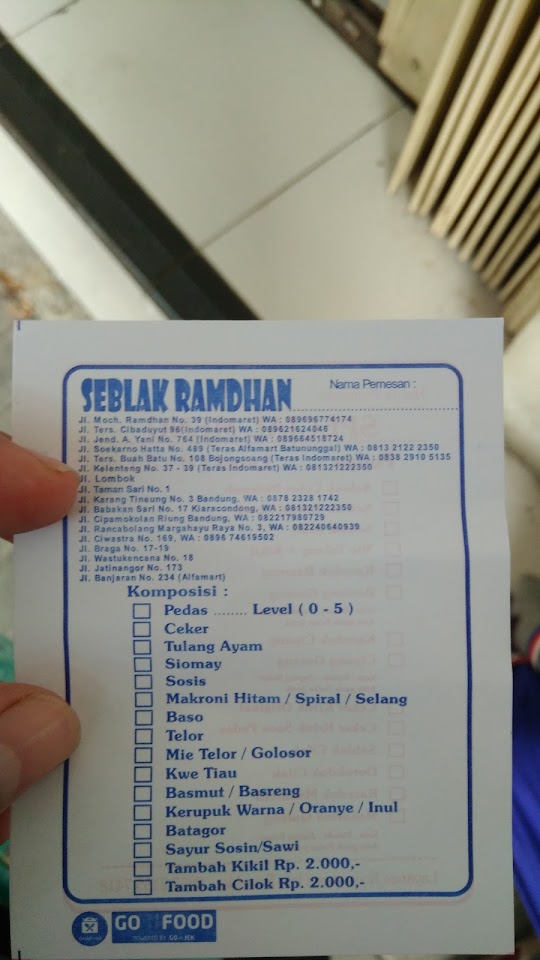 SEBLAK RAMDHAN
Nama Pemesan :
Jl. Moch. Ramdhan No. 39 (Indomaret) WA : 089696774174
Jl. Ters. Cibaduyut 96(Indomaret) WA : 089621624046
Jl. Jend. A. Yani No. 764 (Indomaret) WA : 089664518724
Jl. Soekarno Hatta No. 489 (Teras Alfamart Batununggal) WA : 0813 2122 2350
Jl. Ters. Buah Batu No. 108 Bojongsoang (Teras Indomaret) WA : 0838 2910 5135
Jl. Kelenteng No. 37 - 39 (Teras Indomaret) WA : 081321222350
Jl. Lombok
Jl. Taman Sari No. 1
Jl. Karang Tineung No. 3 Bandung, WA : 0878 2328 1742
Jl. Babakan Sari No. 17 Kiaracondong, WA : 081321222350
Jl. Cipamokolan Riung Bandung, WA : 082217980729
Jl. Rancabolang Margahayu Raya No. 3, WA : 082240640939
Jl. Ciwastra No. 169, WA : 0896 74619502
Jl. Braga No. 17-19
Jl. Wastukencana No. 18
Jl. Jatinangor No. 173
Jl. Banjaran No. 234 (Alfamart)
Komposisi :
Pedas ........ Level ( 0 - 5 )
Ceker
Tulang Ayam
Siomay
Sosis
Makroni Hitam / Spiral / Selang
Baso
Telor
Mie Telor / Golosor
Kwe Tiau
Basmut / Basreng
Kerupuk Warna / Oranye / Inul
Batagor
Sayur Sosin/Sawi
Tambah Kikil Rp. 2.000,-
Tambah Cilok Rp. 2.000,-
GO FOOD
POWERED BY GO-JEK